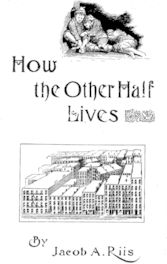 How
the Other Half
Lives
By
Jacob A. Riis